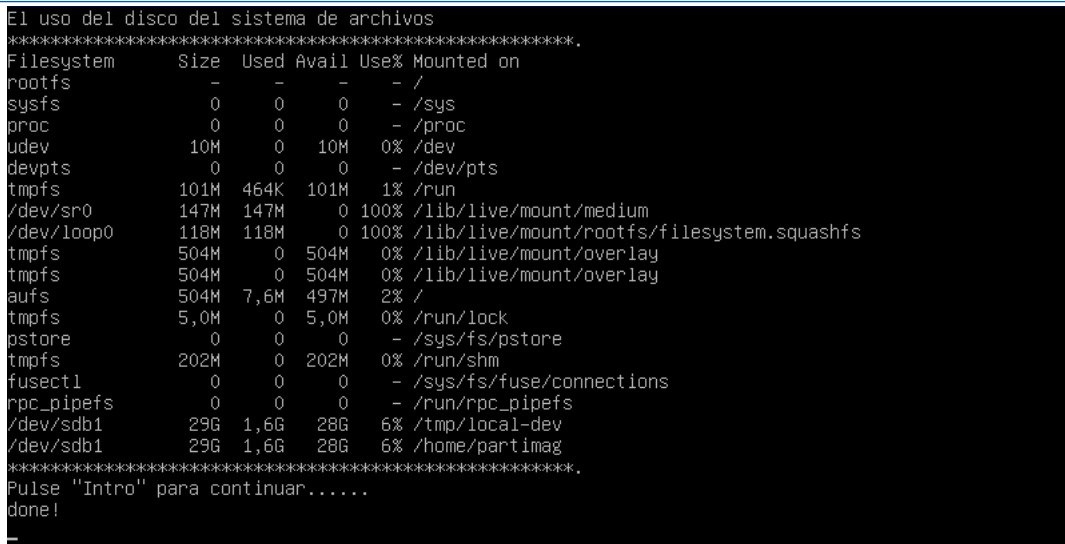 El uso del disco del sistema de archivos
*****************************************************.
Filesystem Size Used Avail Use% Mounted on
rootfs - - - - /
sysfs 0 0 0 - /sys
proc 0 0 0 - /proc
udev 10M 0 10M 0% /dev
devpts 0 0 0 - /dev/pts
tmpfs 101M 464K 101M 1% /run
/dev/sr0 147M 147M 0 100% /lib/live/mount/medium
/dev/loop0 118M 118M 0 100% /lib/live/mount/rootfs/filesystem.squashfs
tmpfs 504M 0 504M 0% /lib/live/mount/overlay
tmpfs 504M 0 504M 0% /lib/live/mount/overlay
aufs 504M 7,6M 497M 2% /
tmpfs 5,0M 0 5,0M 0% /run/lock
pstore 0 0 0 - /sys/fs/pstore
tmpfs 202M 0 202M 0% /run/shm
fusectl 0 0 0 - /sys/fs/fuse/connections
rpc_pipefs 0 0 0 - /run/rpc_pipefs
/dev/sdb1 29G 1,6G 28G 6% /tmp/local-dev
/dev/sdb1 29G 1,6G 28G 6% /home/partimag
*****************************************************.
Pulse "Intro" para continuar......
done!
_